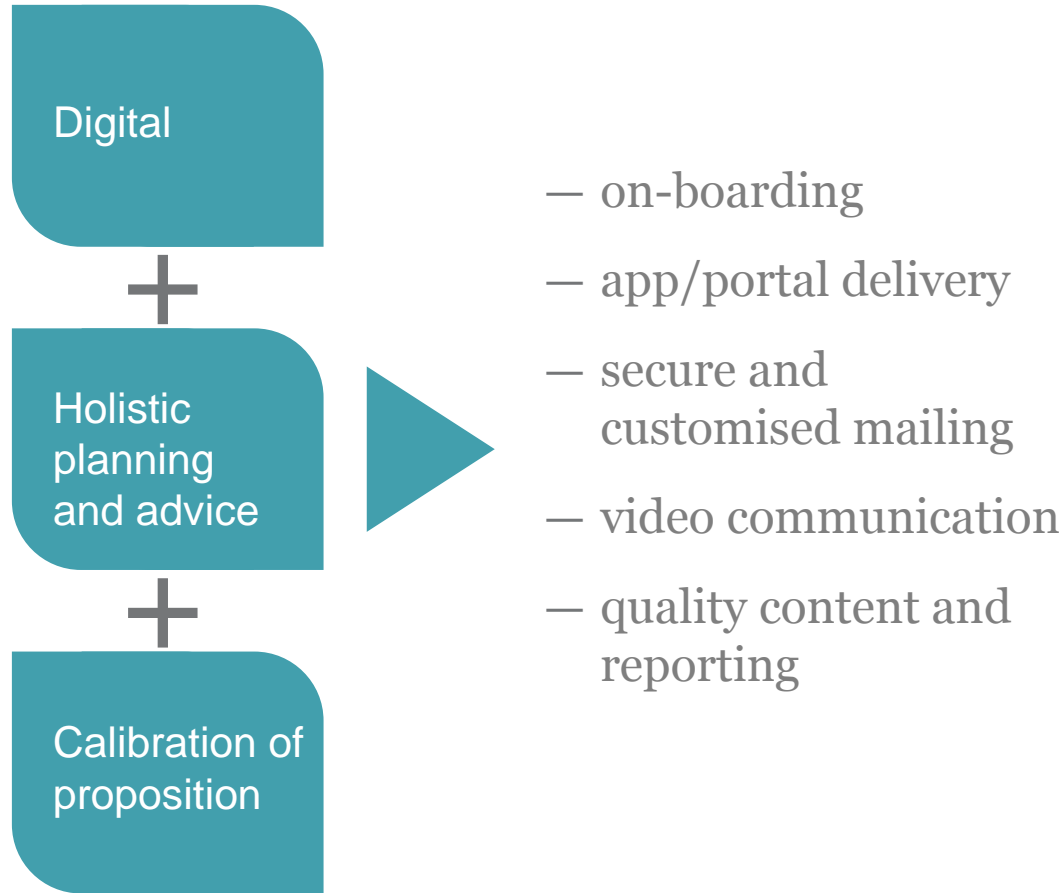 Digital
Holistic
planning
and advice
Calibration of
proposition
— on-boarding
— app/portal delivery
— secure and
customised mailing
— video communication
— quality content and
reporting